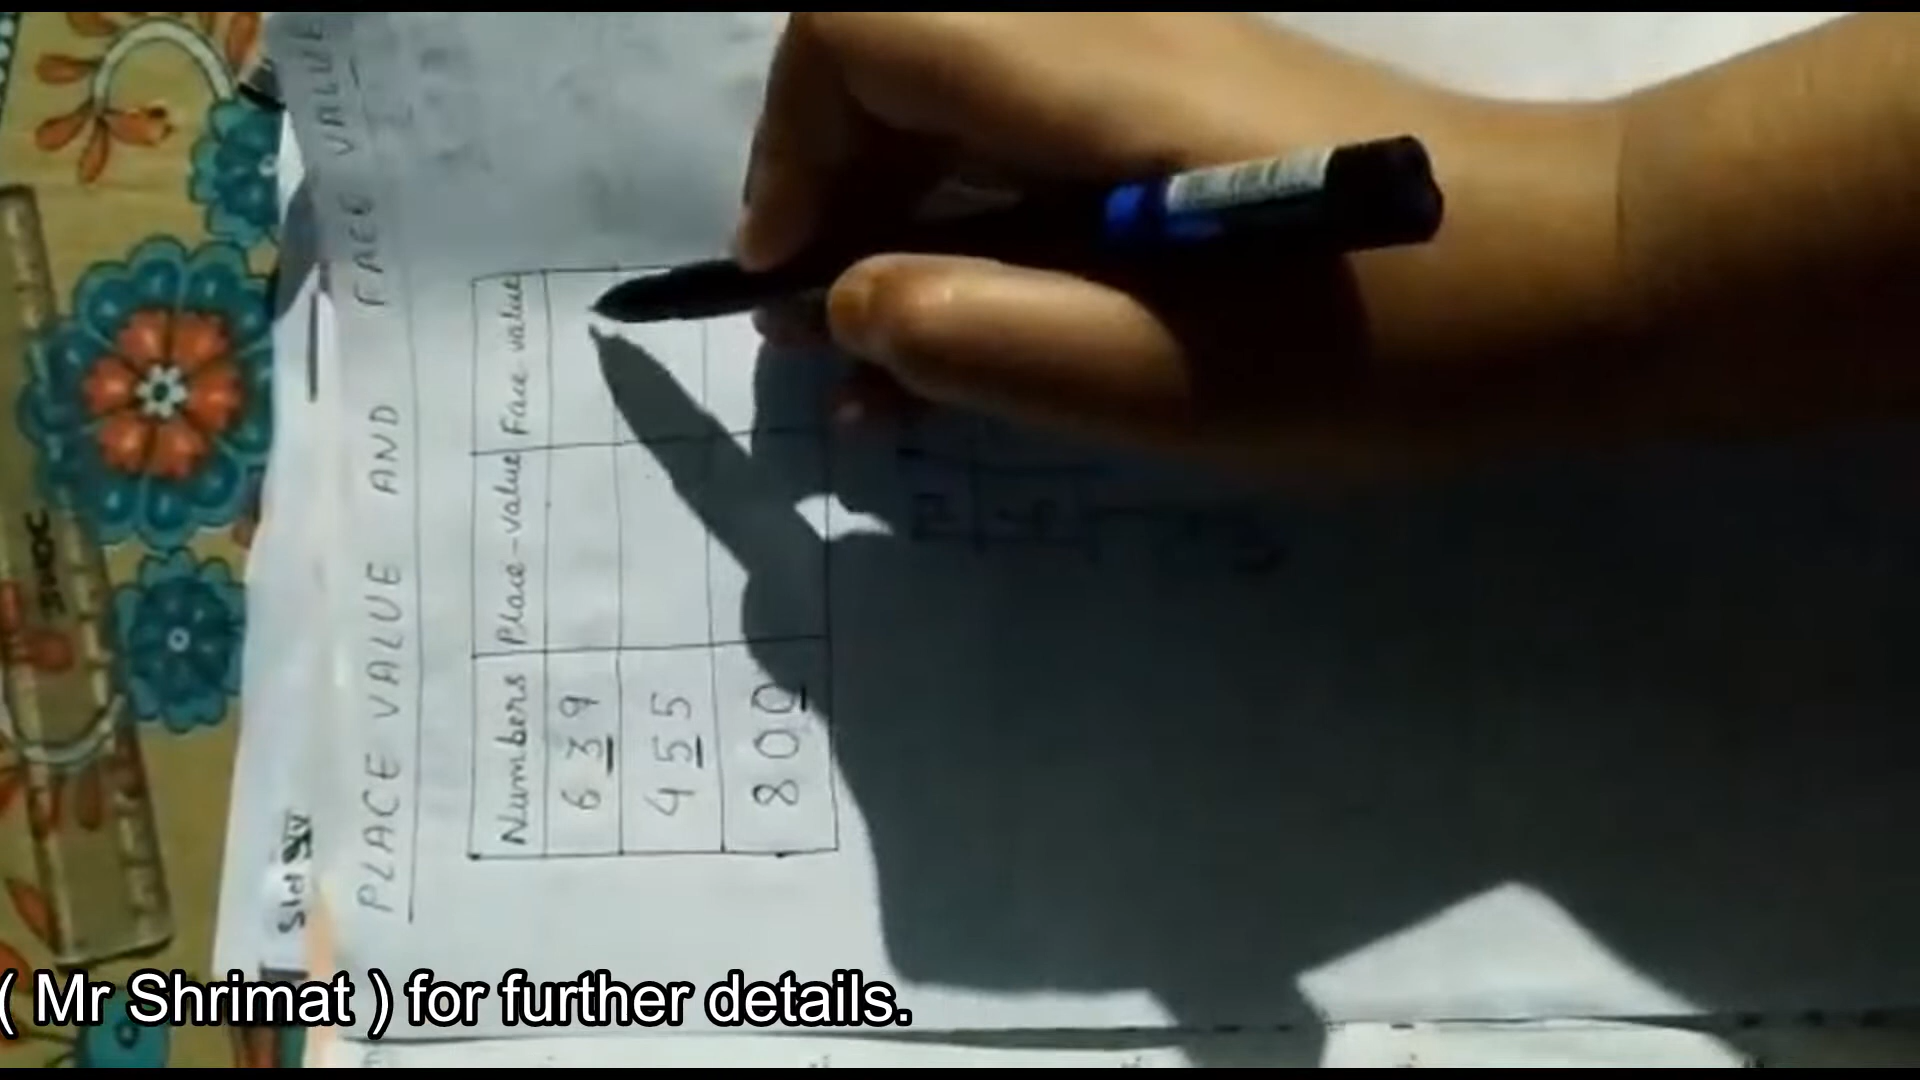 PLACE VALUE AND FACE VALUE
Numbers Place-value Face value
639
455
800
( Mr Shrimat ) for further details.